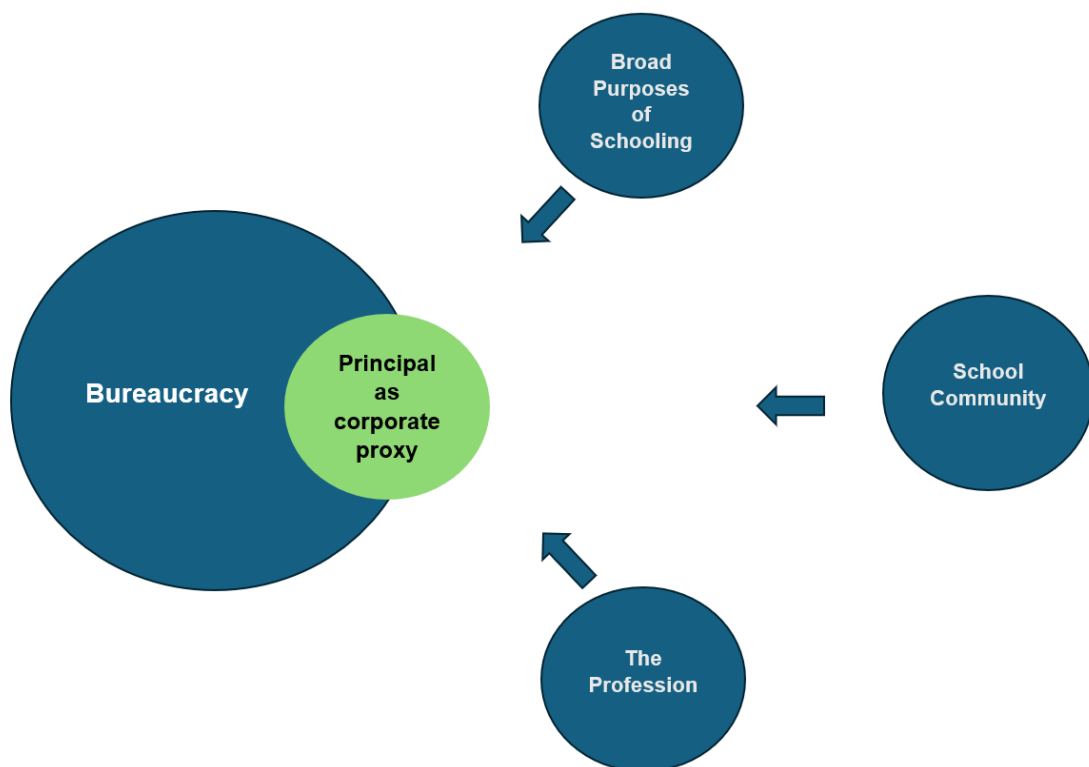 Broad
Purposes
of
Schooling
Bureaucracy
Principal
as
corporate
proxy
School
Community
The
Profession